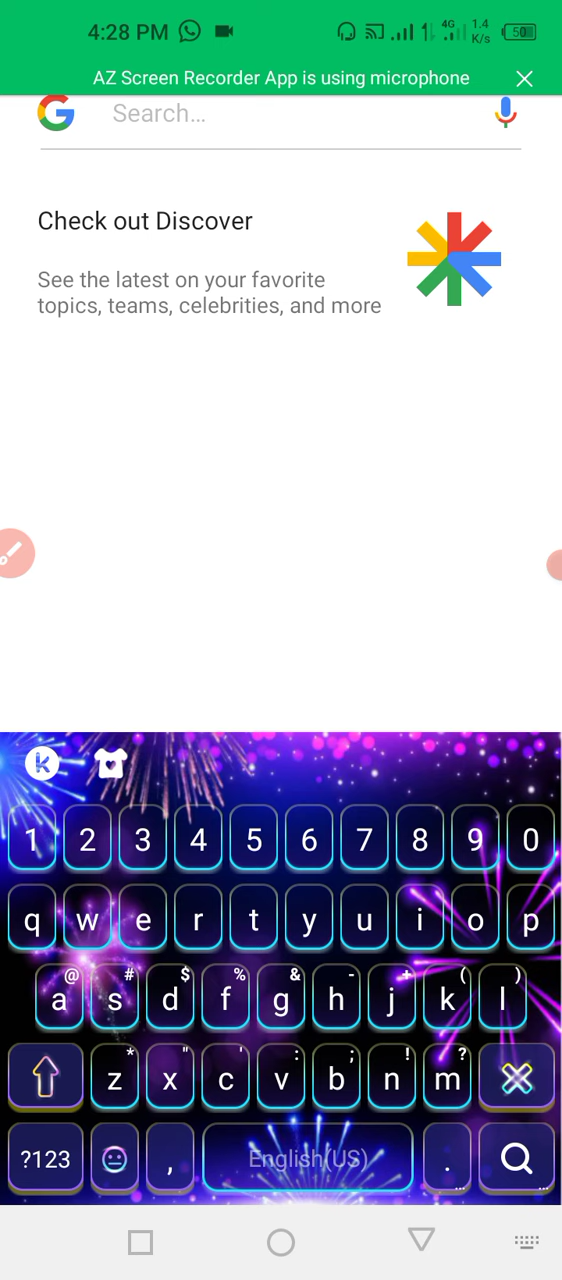 4:28 PM 4G 1.4 K/s 50
AZ Screen Recorder App is using microphone
Search...
Check out Discover
See the latest on your favorite
topics, teams, celebrities, and more
1 2 3 4 5 6 7 8 9 0
q w e r t y u i o p
@ # $ % & - + ( )
a s d f g h j k l
* " ' : ; ! ?
z x c v b n m
?123 , English(US) .